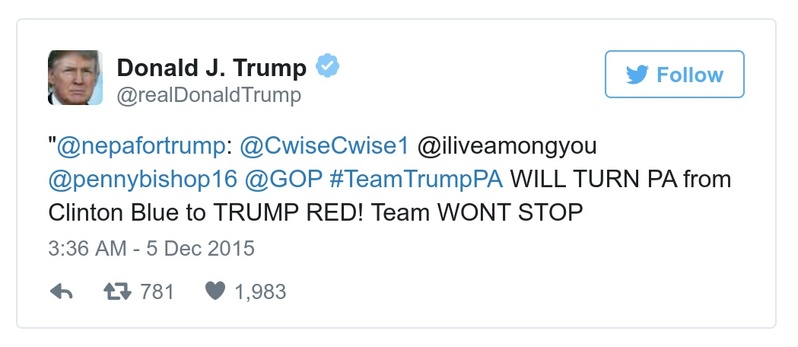 Donald J. Trump
@realDonaldTrump
Follow
"@nepafortrump: @CwiseCwise1 @iliveamongyou
@pennybishop16 @GOP #TeamTrumpPA WILL TURN PA from
Clinton Blue to TRUMP RED! Team WONT STOP
3:36 AM - 5 Dec 2015
781 1,983